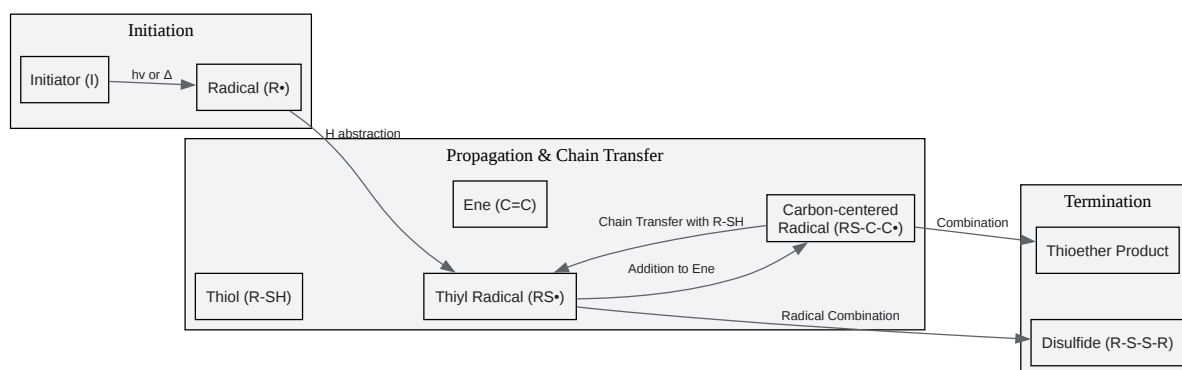 Initiation
Initiator (I)
hv or Δ
Radical (R•)
H abstraction
Propagation & Chain Transfer
Ene (C=C)
Carbon-centered
Radical (RS-C-C•)
Chain Transfer with R-SH
Addition to Ene
Thiol (R-SH)
Thiyl Radical (RS•)
Combination
Radical Combination
Termination
Thioether Product
Disulfide (R-S-S-R)